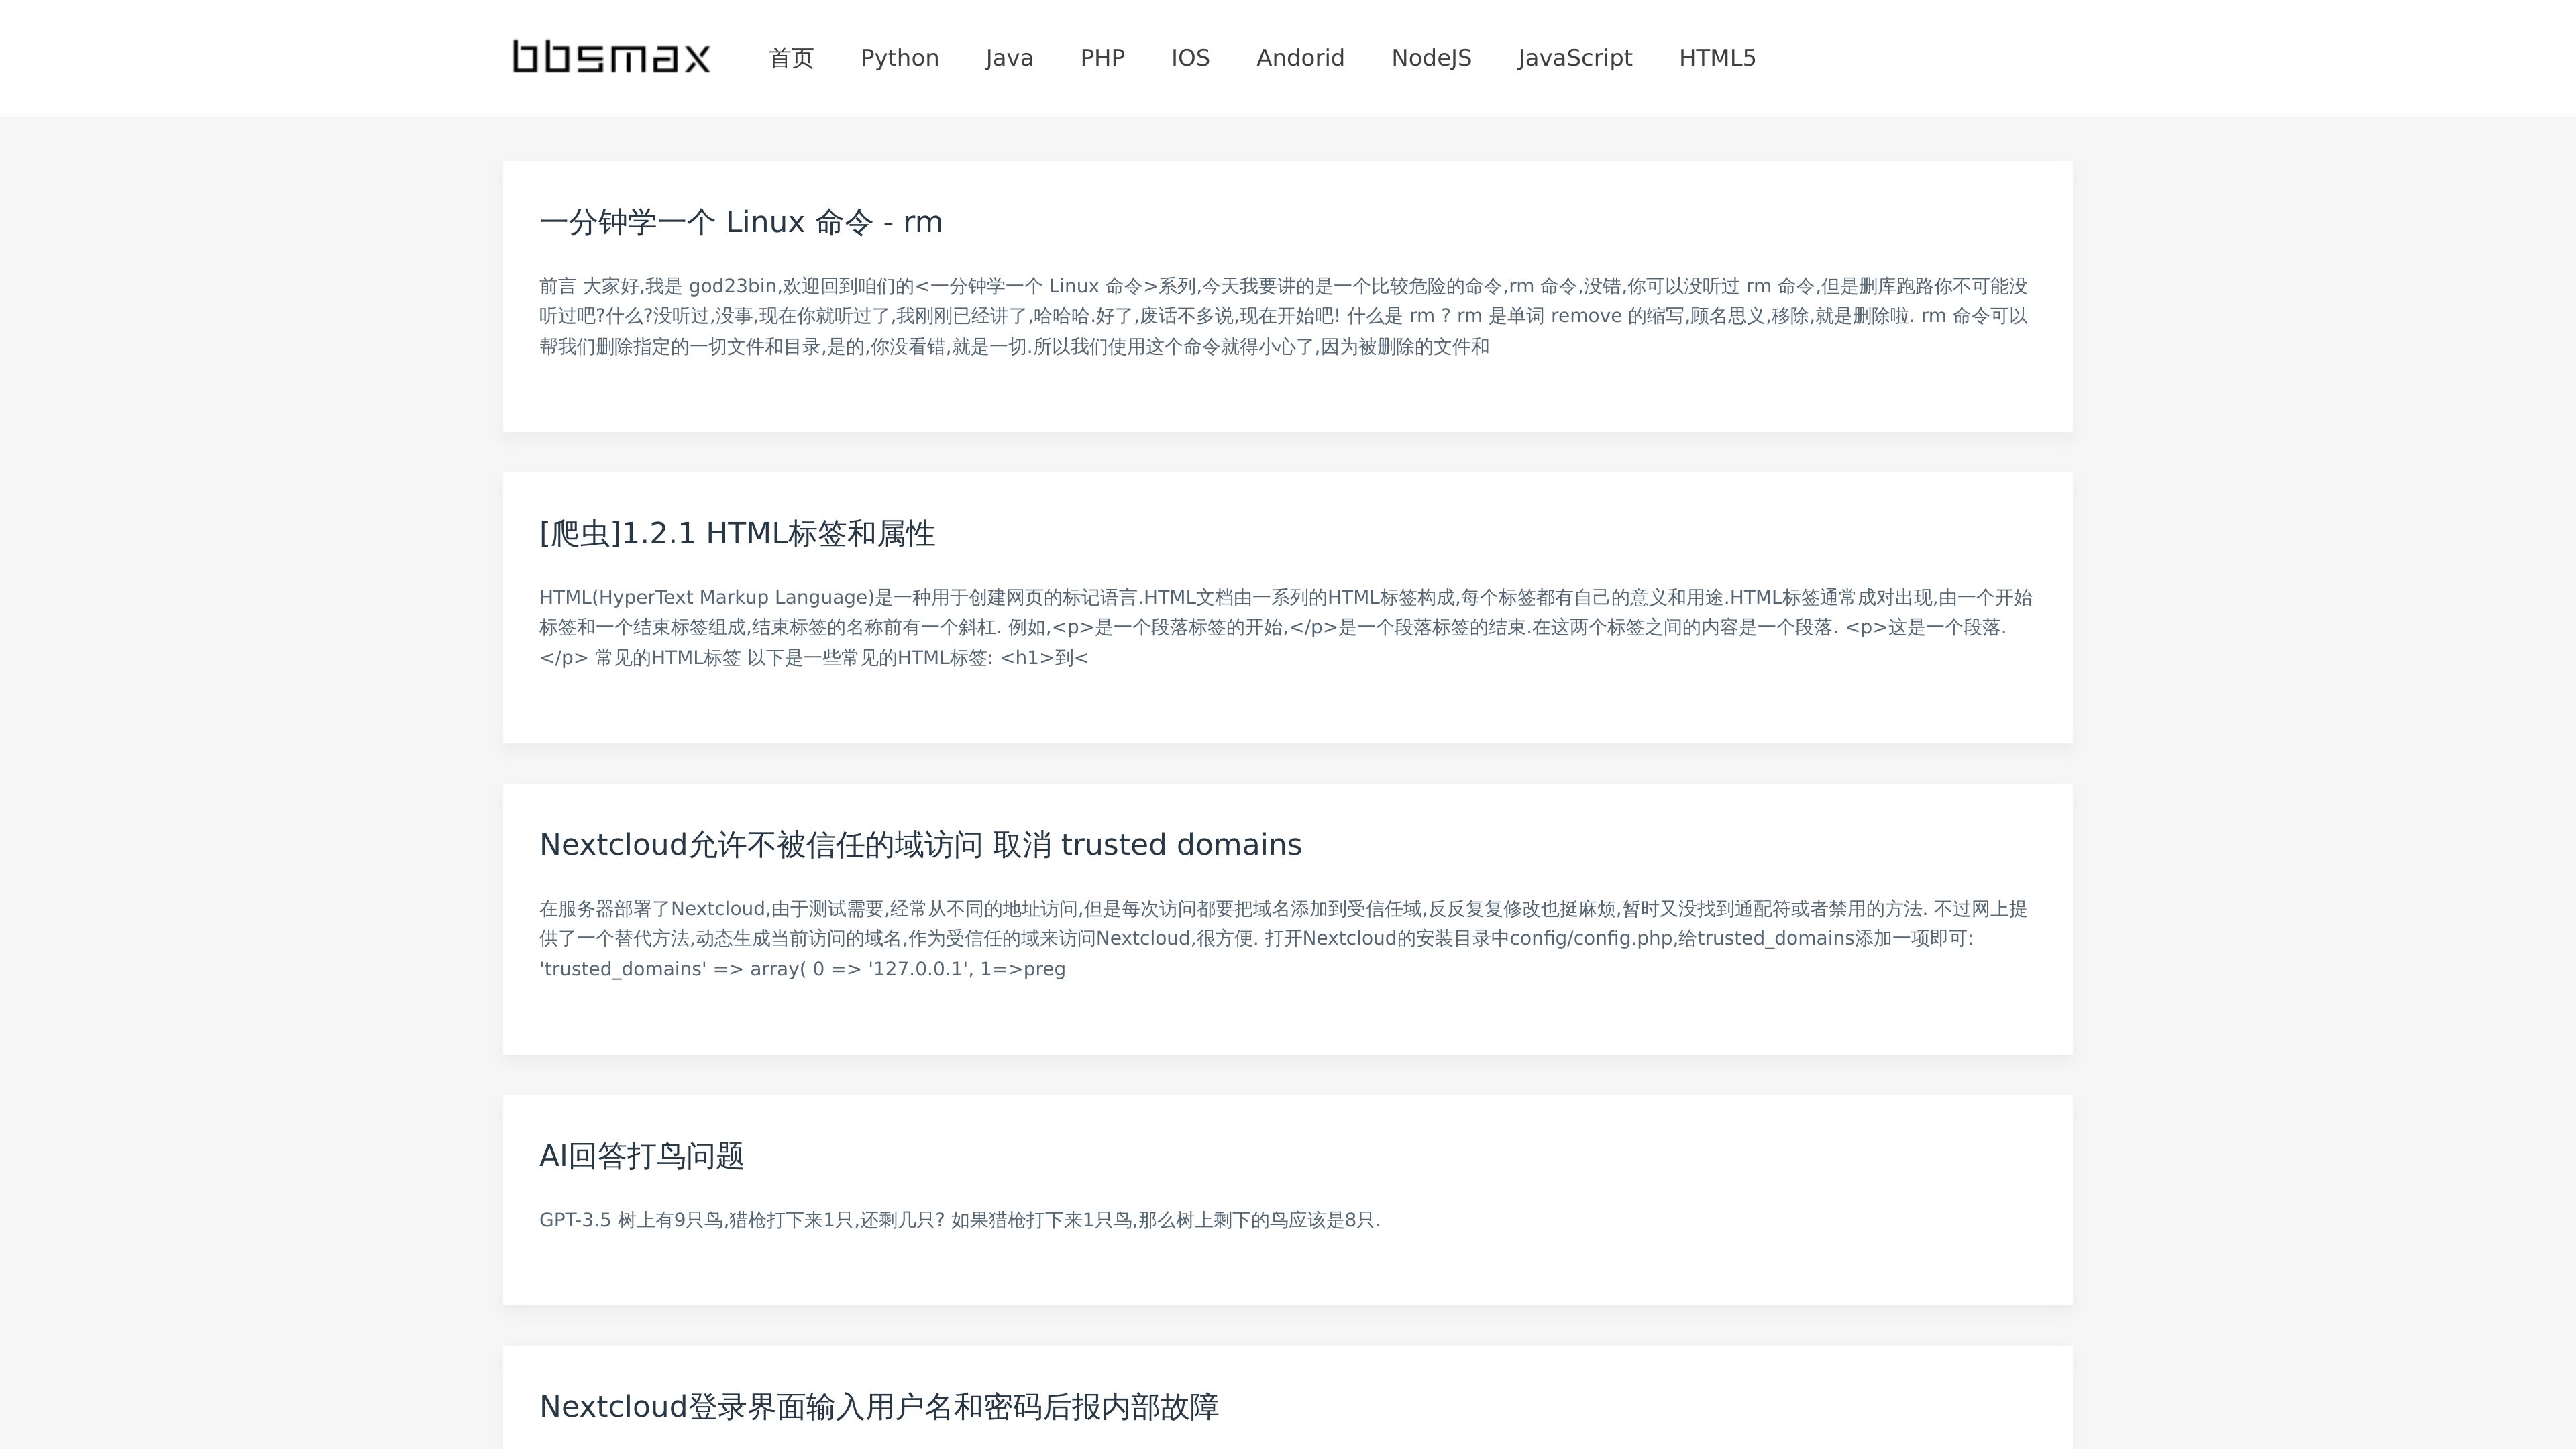 bbsmax 首页 Python Java PHP IOS Andorid NodeJS JavaScript HTML5
一分钟学一个 Linux 命令 - rm
前言 大家好,我是 god23bin,欢迎回到咱们的<一分钟学一个 Linux 命令>系列,今天我要讲的是一个比较危险的命令,rm 命令,没错,你可以没听过 rm 命令,但是删库跑路你不可能没
听过吧?什么?没听过,没事,现在你就听过了,我刚刚已经讲了,哈哈哈.好了,废话不多说,现在开始吧! 什么是 rm ? rm 是单词 remove 的缩写,顾名思义,移除,就是删除啦. rm 命令可以
帮我们删除指定的一切文件和目录,是的,你没看错,就是一切.所以我们使用这个命令就得小心了,因为被删除的文件和
[爬虫]1.2.1 HTML标签和属性
HTML(HyperText Markup Language)是一种用于创建网页的标记语言.HTML文档由一系列的HTML标签构成,每个标签都有自己的意义和用途.HTML标签通常成对出现,由一个开始
标签和一个结束标签组成,结束标签的名称前有一个斜杠. 例如,<p>是一个段落标签的开始,</p>是一个段落标签的结束.在这两个标签之间的内容是一个段落. <p>这是一个段落.
</p> 常见的HTML标签 以下是一些常见的HTML标签: <h1>到<
Nextcloud允许不被信任的域访问 取消 trusted domains
在服务器部署了Nextcloud,由于测试需要,经常从不同的地址访问,但是每次访问都要把域名添加到受信任域,反反复复修改也挺麻烦,暂时又没找到通配符或者禁用的方法. 不过网上提
供了一个替代方法,动态生成当前访问的域名,作为受信任的域来访问Nextcloud,很方便. 打开Nextcloud的安装目录中config/config.php,给trusted_domains添加一项即可:
'trusted_domains' => array( 0 => '127.0.0.1', 1=>preg
AI回答打鸟问题
GPT-3.5 树上有9只鸟,猎枪打下来1只,还剩几只? 如果猎枪打下来1只鸟,那么树上剩下的鸟应该是8只.
Nextcloud登录界面输入用户名和密码后报内部故障